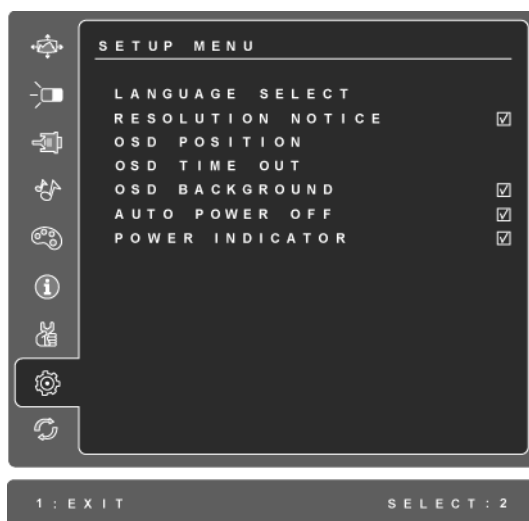 SETUP MENU
LANGUAGE SELECT
RESOLUTION NOTICE
OSD POSITION
OSD TIME OUT
OSD BACKGROUND
AUTO POWER OFF
POWER INDICATOR
1:EXIT SELECT:2